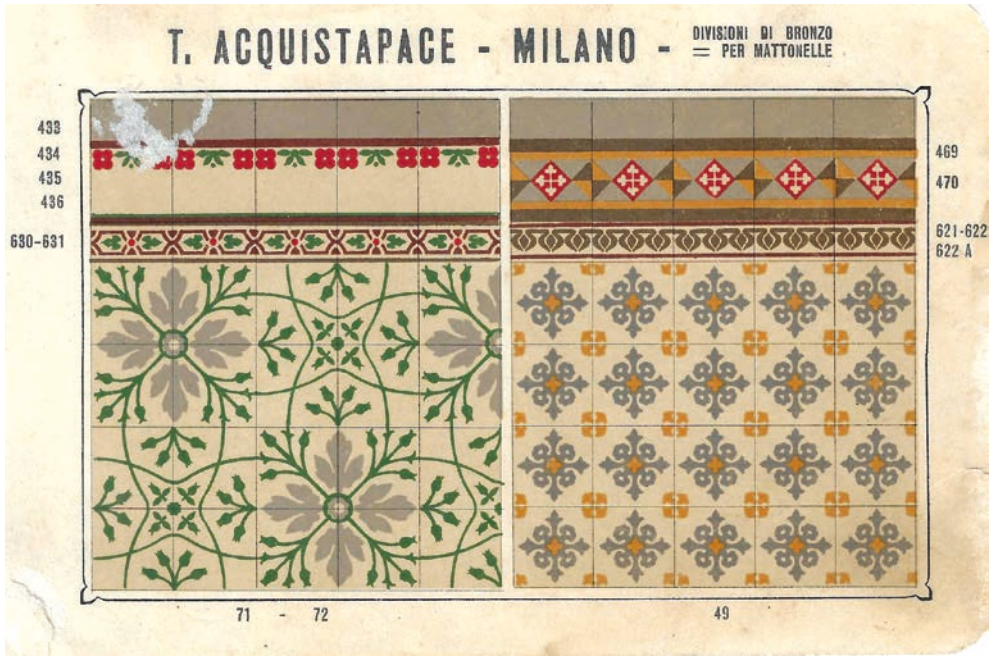 T. ACQUISTAPACE - MILANO - DIVISIONI DI BRONZO
= PER MATTONELLE
433
434
435
436
630-631
469
470
621-622
622 A
71 - 72
49